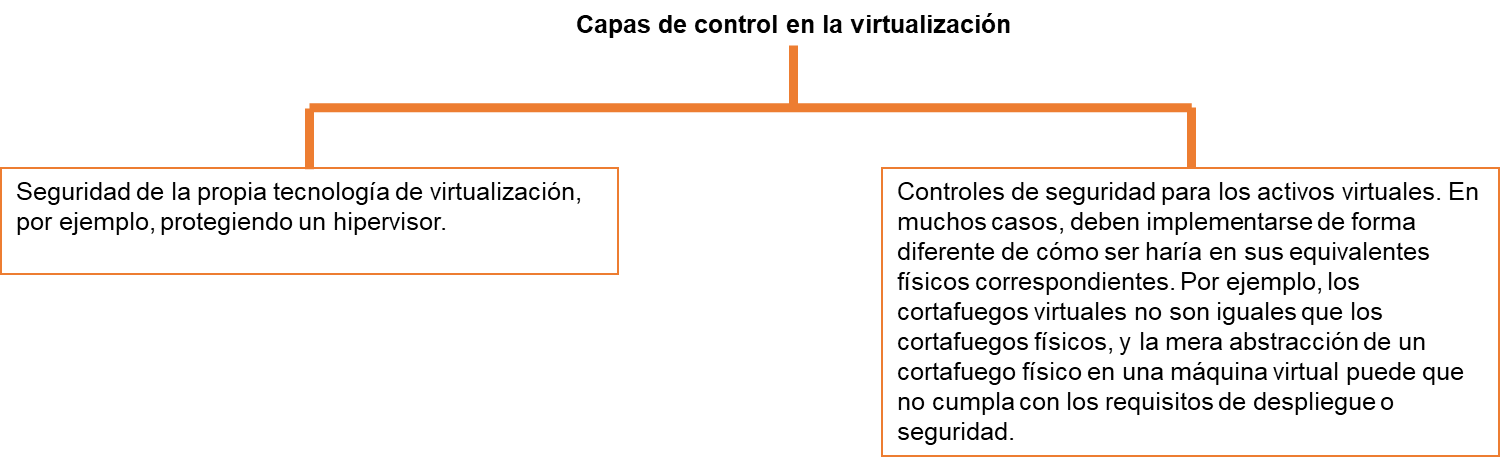 Capas de control en la virtualización
Seguridad de la propia tecnología de virtualización,
por ejemplo, protegiendo un hipervisor.
Controles de seguridad para los activos virtuales. En
muchos casos, deben implementarse de forma
diferente de cómo ser haría en sus equivalentes
físicos correspondientes. Por ejemplo, los
cortafuegos virtuales no son iguales que los
cortafuegos físicos, y la mera abstracción de un
cortafuego físico en una máquina virtual puede que
no cumpla con los requisitos de despliegue o
seguridad.